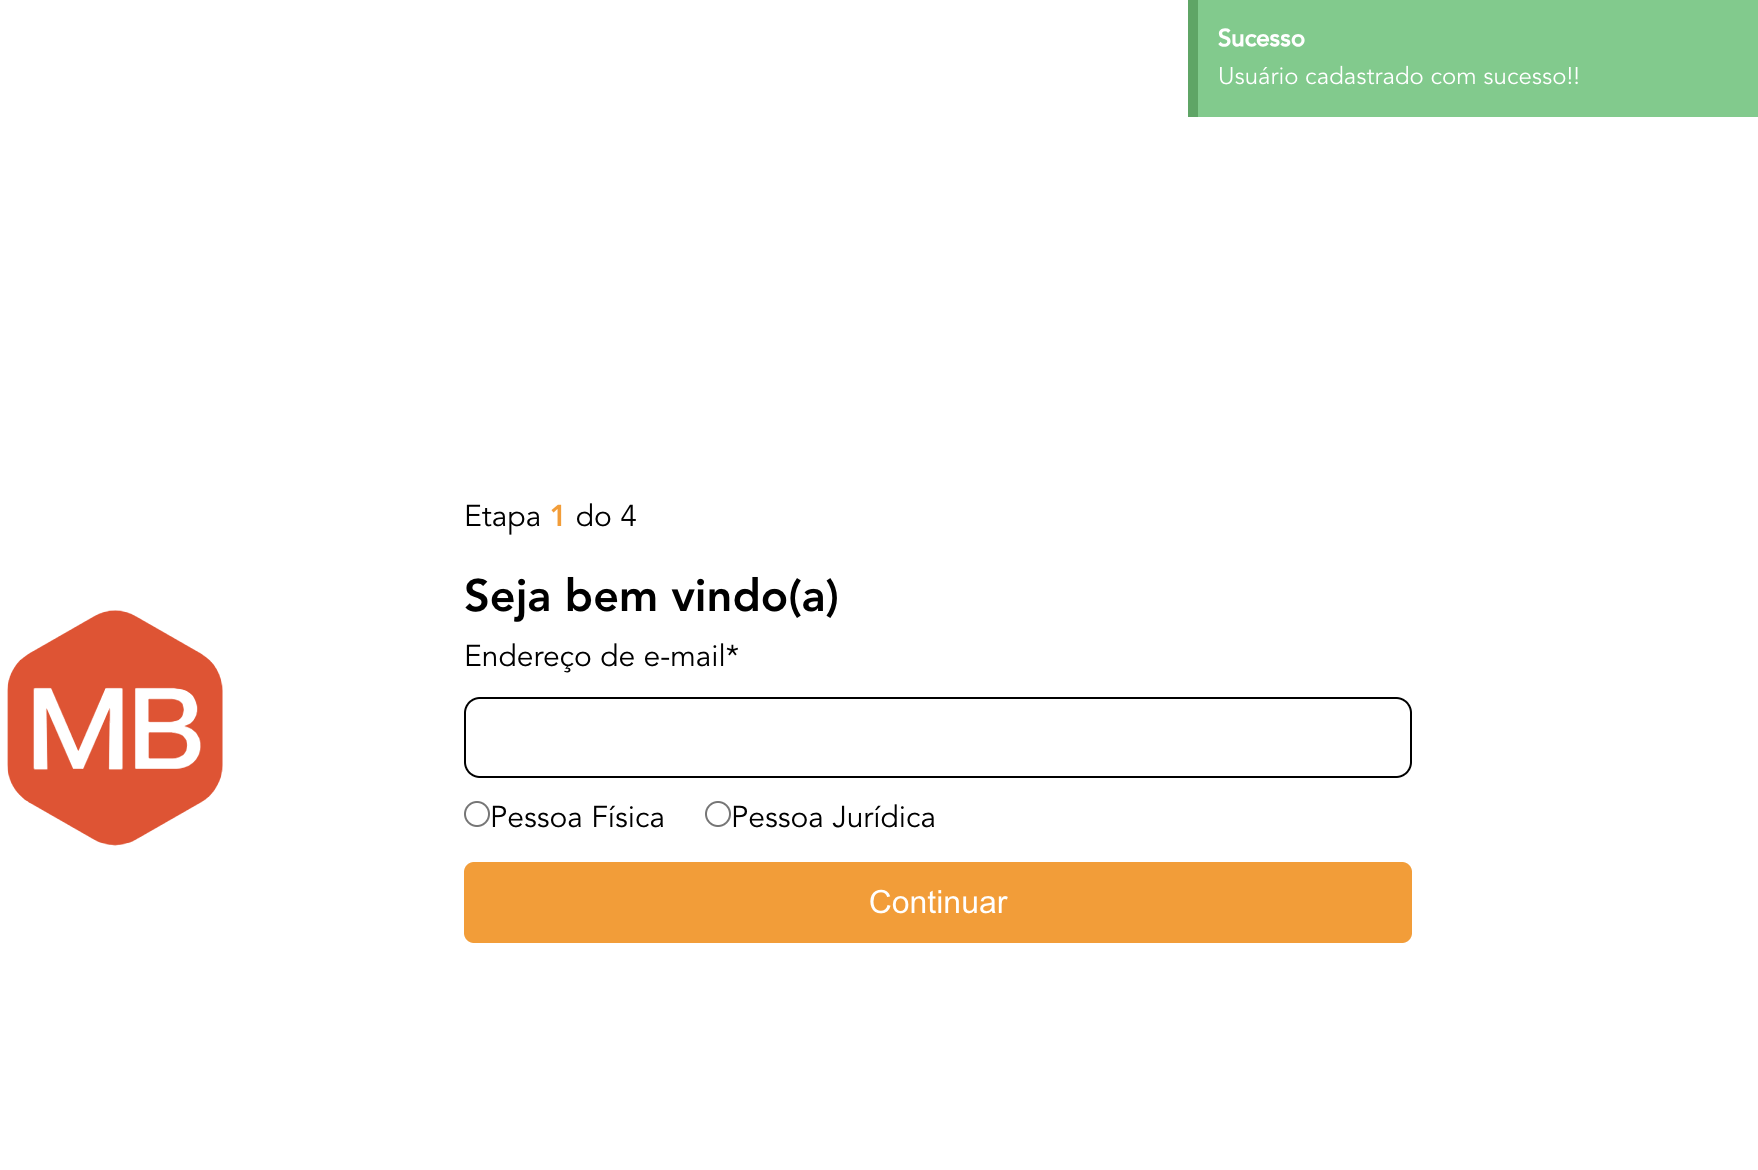 Sucesso
Usuário cadastrado com sucesso!!
Etapa 1 do 4
Seja bem vindo(a)
Endereço de e-mail*
MB
Pessoa Física Pessoa Jurídica
Continuar